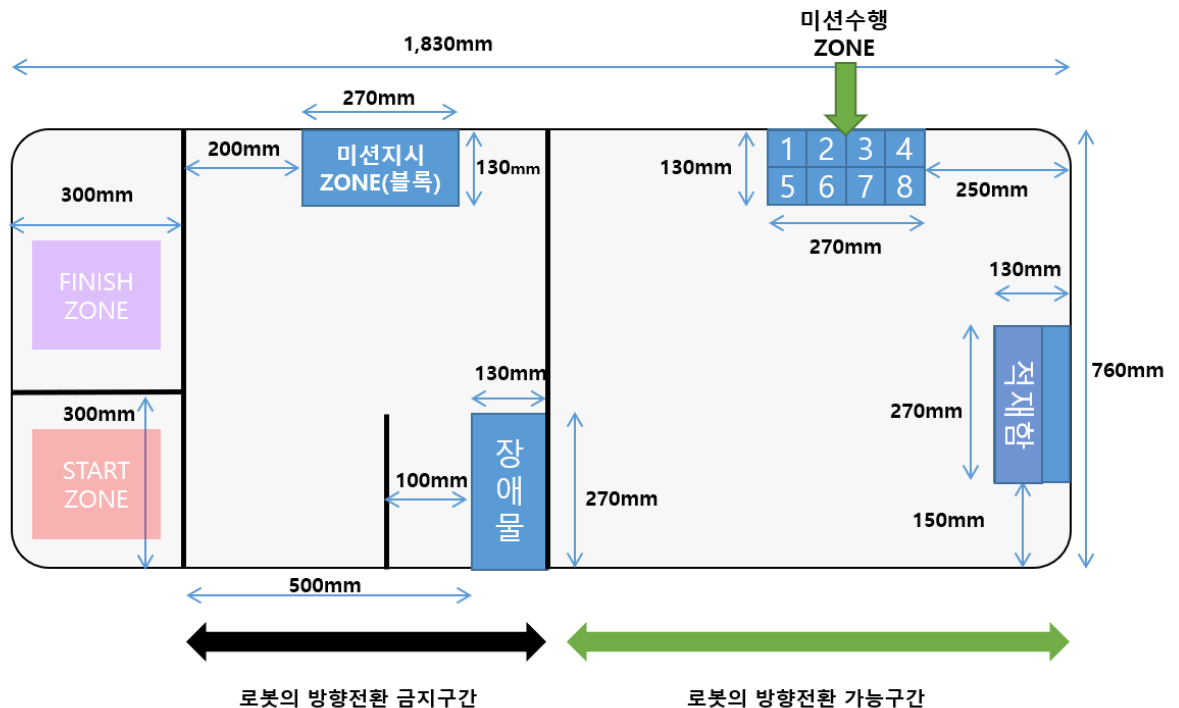 미션수행
ZONE
1,830mm
270mm
200mm
미션지시
ZONE(블록)
130mm
130mm
1 2 3 4
5 6 7 8
250mm
270mm
300mm
FINISH
ZONE
130mm
760mm
적재함
270mm
150mm
130mm
300mm
START
ZONE
100mm
장애물
270mm
500mm
로봇의 방향전환 금지구간
로봇의 방향전환 가능구간